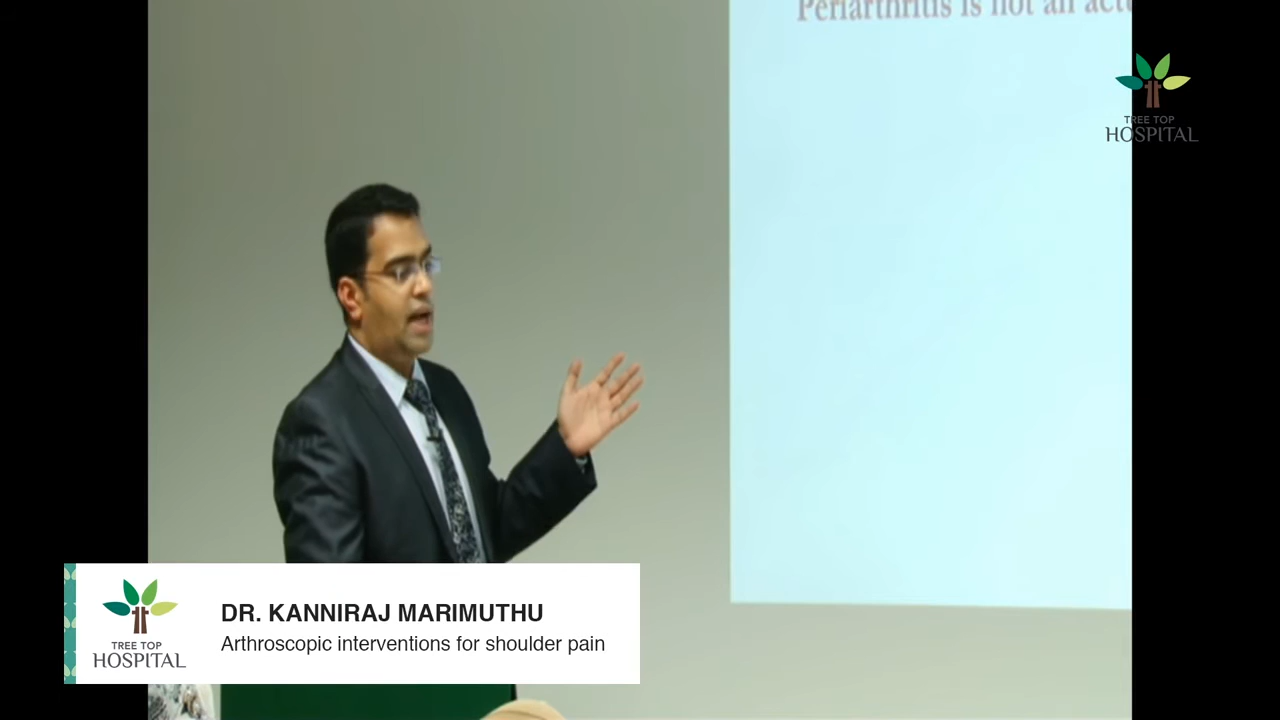 Periarthritis is not an
TREE TOP
HOSPITAL
TREE TOP
HOSPITAL
DR. KANNIRAJ MARIMUTHU
Arthroscopic interventions for shoulder pain